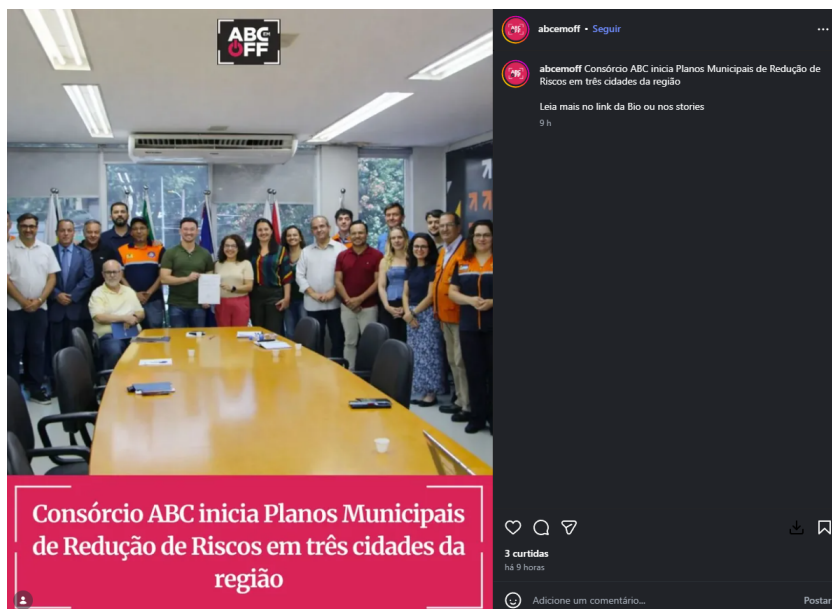 ABC EM
OFF
Consórcio ABC inicia Planos Municipais
de Redução de Riscos em três cidades da
região
abcemoff • Seguir
abcemoff Consórcio ABC inicia Planos Municipais de Redução de
Riscos em três cidades da região
Leia mais no link da Bio ou nos stories
9 h
3 curtidas
há 9 horas
Adicione um comentário...
Postar